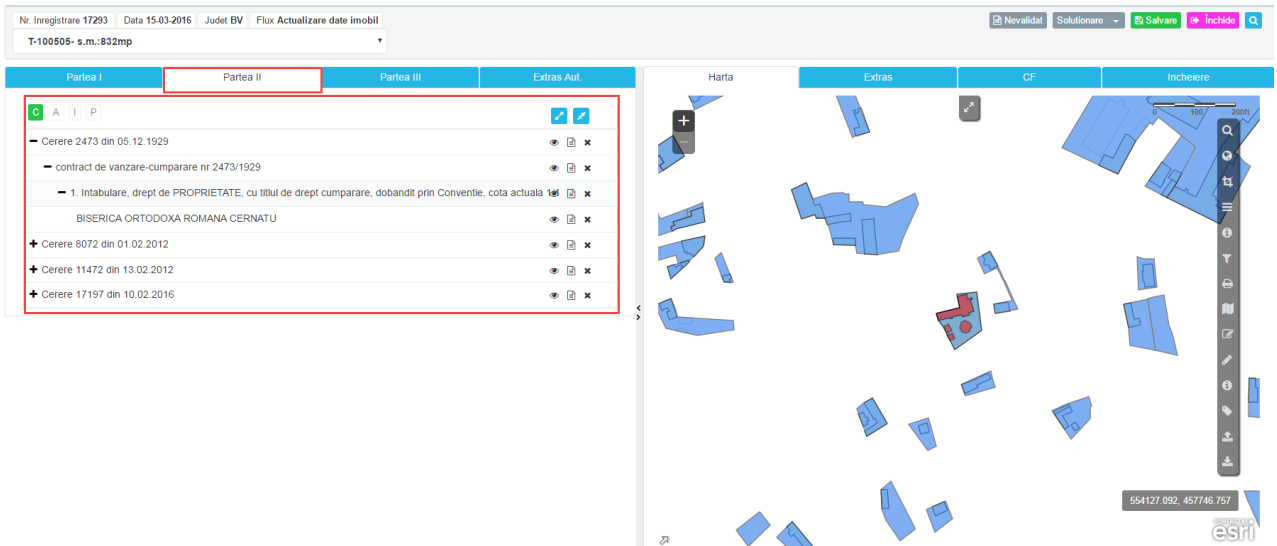 Nr. Inregistrare 17293 Data 15-03-2016 Judet BV Flux Actualizare date imobil Nevalidat Solutionare Salvare Închide
T-100505- s.m.:832mp
Partea I Partea II Partea III Extras Aut. Harta Extras CF Incheiere
C A I P
0 100 200ft
Cerere 2473 din 05.12.1929
contract de vanzare-cumparare nr 2473/1929
1. Intabulare, drept de PROPRIETATE, cu titlul de drept cumparare, dobandit prin Conventie, cota actuala
BISERICA ORTODOXA ROMANA CERNATU
Cerere 8072 din 01.02.2012
Cerere 11472 din 13.02.2012
Cerere 17197 din 10.02.2016
554127.092, 457746.757
esri